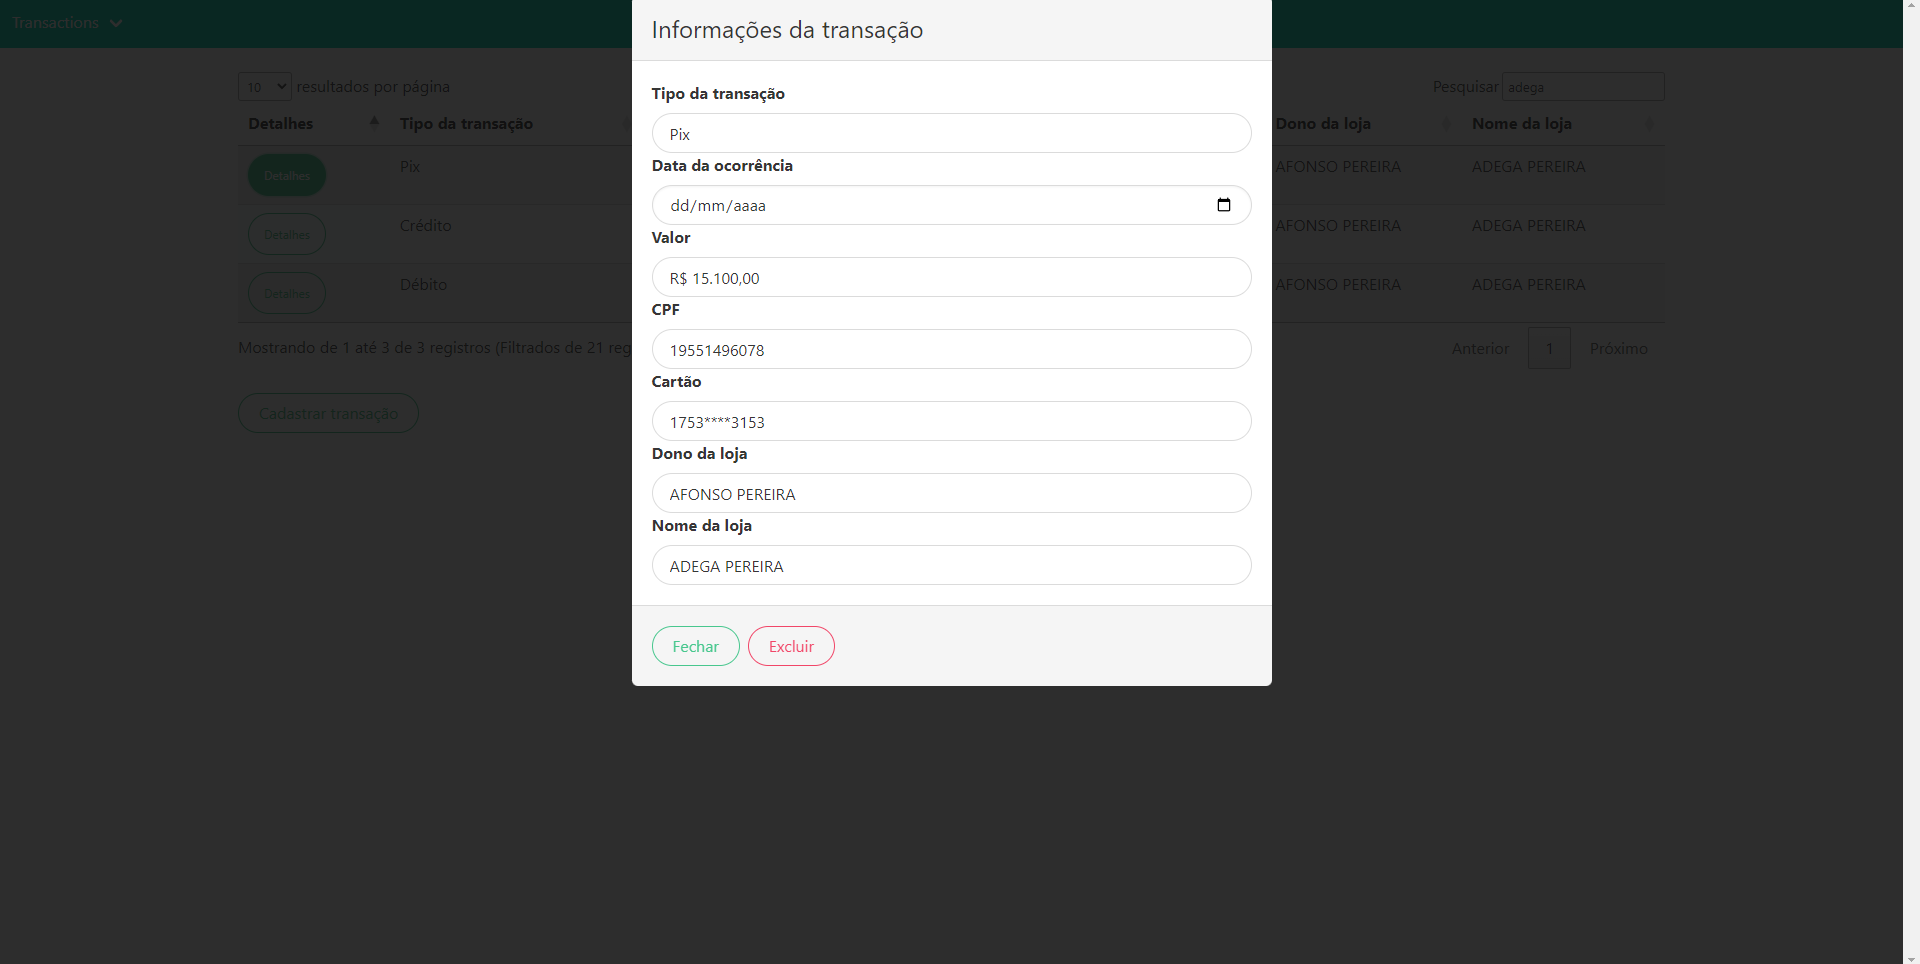 Transactions
10 resultados por página
Pesquisar adega
Detalhes Tipo da transação Dono da loja Nome da loja
Detalhes Pix AFONSO PEREIRA ADEGA PEREIRA
Detalhes Crédito AFONSO PEREIRA ADEGA PEREIRA
Detalhes Débito AFONSO PEREIRA ADEGA PEREIRA
Mostrando de 1 até 3 de 3 registros (Filtrados de 21 reg
Anterior 1 Próximo
Cadastrar transação
Informações da transação
Tipo da transação
Pix
Data da ocorrência
dd/mm/aaaa
Valor
R$ 15.100,00
CPF
19551496078
Cartão
1753****3153
Dono da loja
AFONSO PEREIRA
Nome da loja
ADEGA PEREIRA
Fechar Excluir